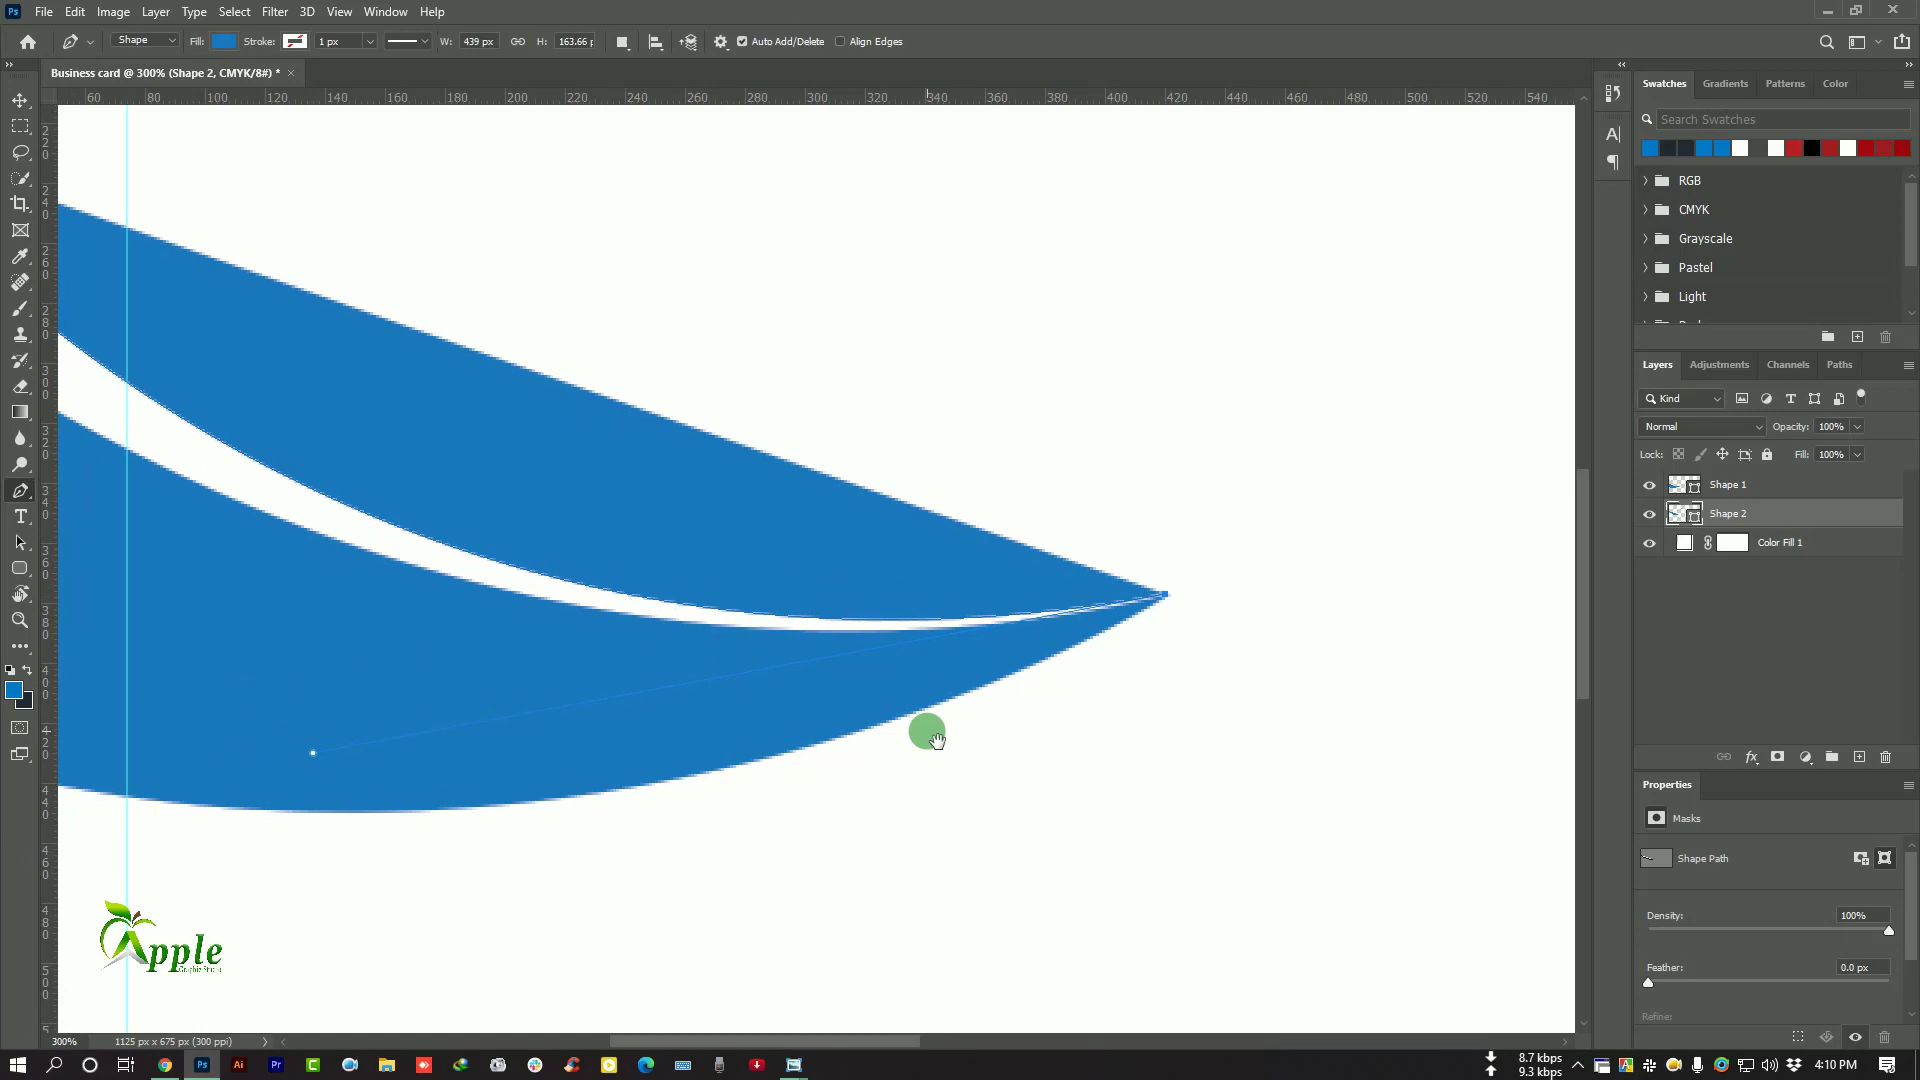 Ps File Edit Image Layer Type Select Filter 3D View Window Help
Shape Fill: Stroke: 1 px W: 439 px H: 163.66 p Auto Add/Delete Align Edges
Business card @ 300% (Shape 2, CMYK/8#) *
60 80 100 120 140 160 180 200 220 240 260 280 300 320 340 360 380 400 420 440 460 480 500 520 540
Swatches Gradients Patterns Color
Search Swatches
RGB
CMYK
Grayscale
Pastel
Light
Layers Adjustments Channels Paths
Kind
Normal Opacity: 100%
Lock: Fill: 100%
Shape 1
Shape 2
Color Fill 1
Properties
Masks
Shape Path
Density: 100%
Feather: 0.0 px
Refine:
Apple
Graphic Studio
300% 1125 px x 675 px (300 ppi)
Ps Ai Pr C
8.7 kbps
9.3 kbps
4:10 PM